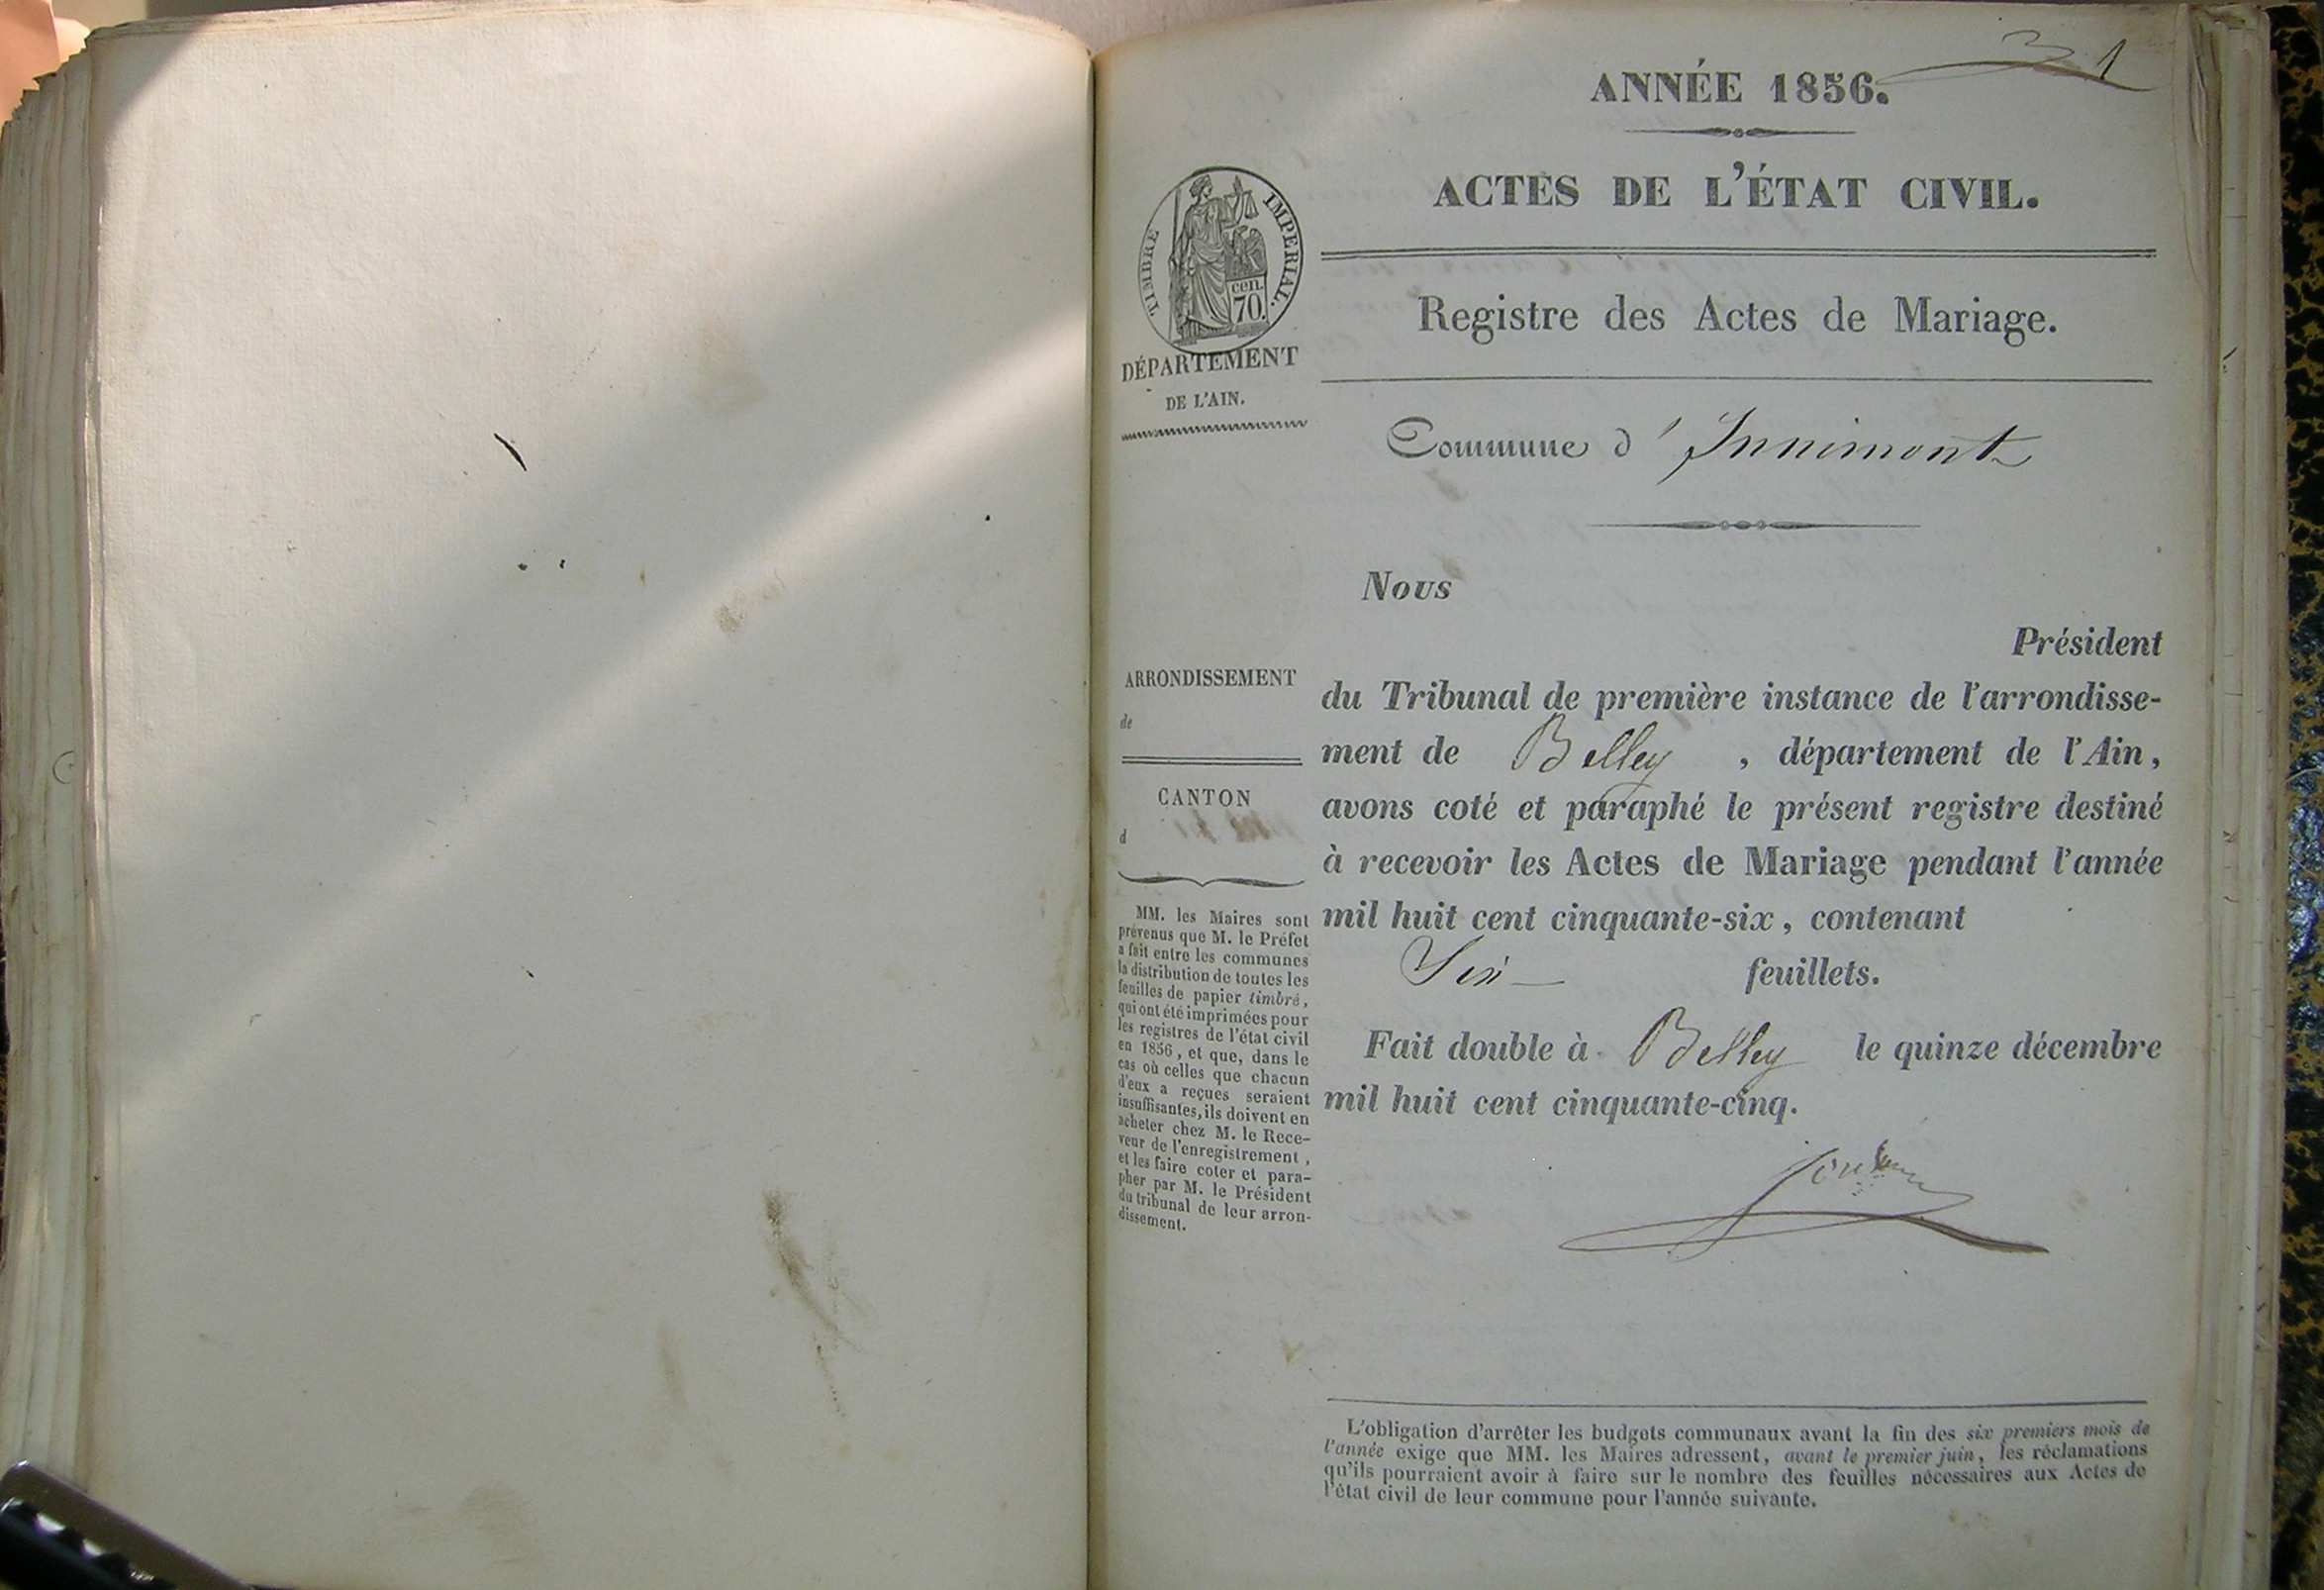 1
ANNÉE 1856.
ACTES DE L'ÉTAT CIVIL.
TIMBRE IMPERIAL.
cen.
70.
DÉPARTEMENT
DE L'AIN.
Registre des Actes de Mariage.
Commune d'Innimont
Nous
Président
du Tribunal de première instance de l'arrondisse-
ment de Belley, département de l'Ain,
avons coté et paraphé le présent registre destiné
à recevoir les Actes de Mariage pendant l'année
mil huit cent cinquante-six, contenant
Six feuillets.
Fait double à Belley le quinze décembre
mil huit cent cinquante-cinq.
ARRONDISSEMENT
de
CANTON
d
MM. les Maires sont
prévenus que M. le Préfet
a fait entre les communes
la distribution de toutes les
feuilles de papier timbré,
qui ont été imprimées pour
les registres de l'état civil
en 1856, et que, dans le
cas où celles que chacun
d'eux a reçues seraient
insuffisantes, ils doivent en
acheter chez M. le Rece-
veur de l'enregistrement,
et les faire coter et para-
pher par M. le Président
du tribunal de leur arron-
dissement.
L'obligation d'arrêter les budgets communaux avant la fin des six premiers mois de
l'année exige que MM. les Maires adressent, avant le premier juin, les réclamations
qu'ils pourraient avoir à faire sur le nombre des feuilles nécessaires aux Actes de
l'état civil de leur commune pour l'année suivante.